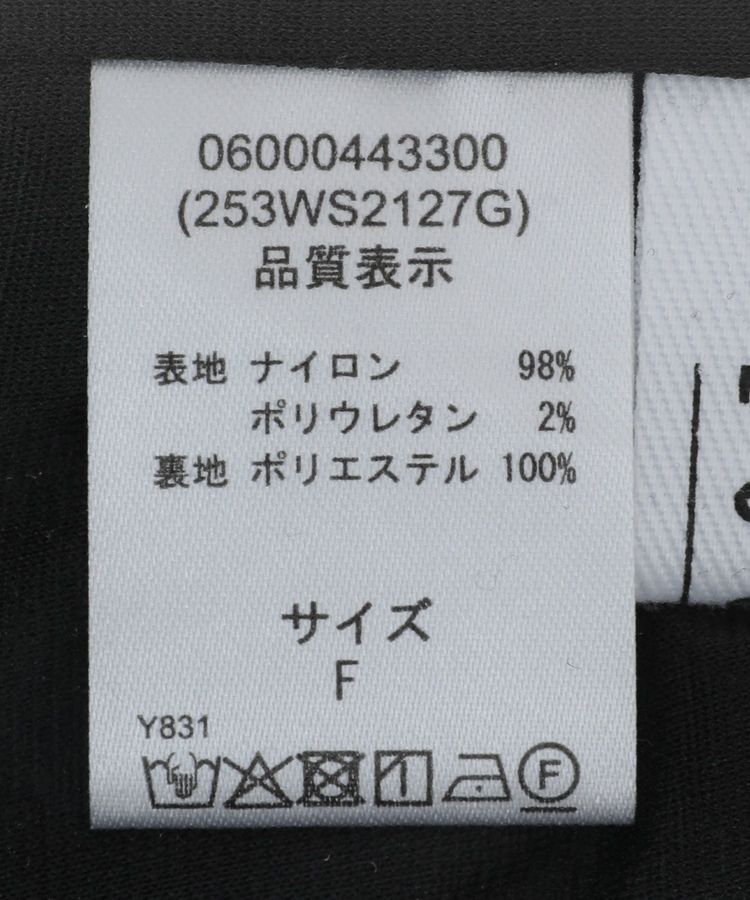 06000443300
(253WS2127G)
品質表示
表地 ナイロン 98%
ポリウレタン 2%
裏地 ポリエステル 100%
サイズ
F
Y831
F